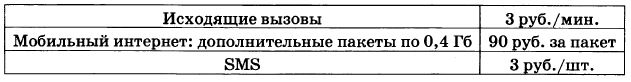 Исходящие вызовы 3 руб./мин.
Мобильный интернет: дополнительные пакеты по 0,4 Гб 90 руб. за пакет
SMS 3 руб./шт.